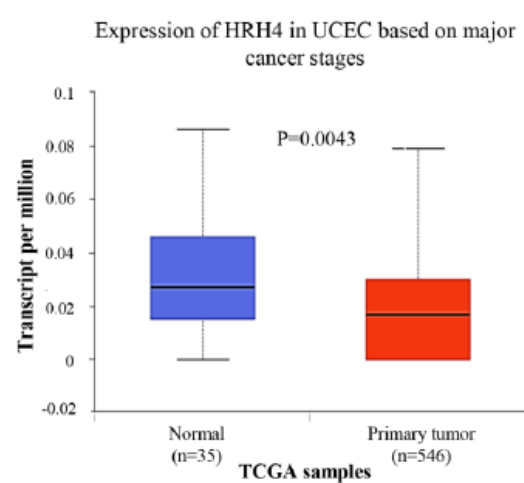 Expression of HRH4 in UCEC based on major
cancer stages
0.1
0.08
0.06
0.04
0.02
0
-0.02
P=0.0043
Transcript per million
Normal
(n=35)
Primary tumor
(n=546)
TCGA samples